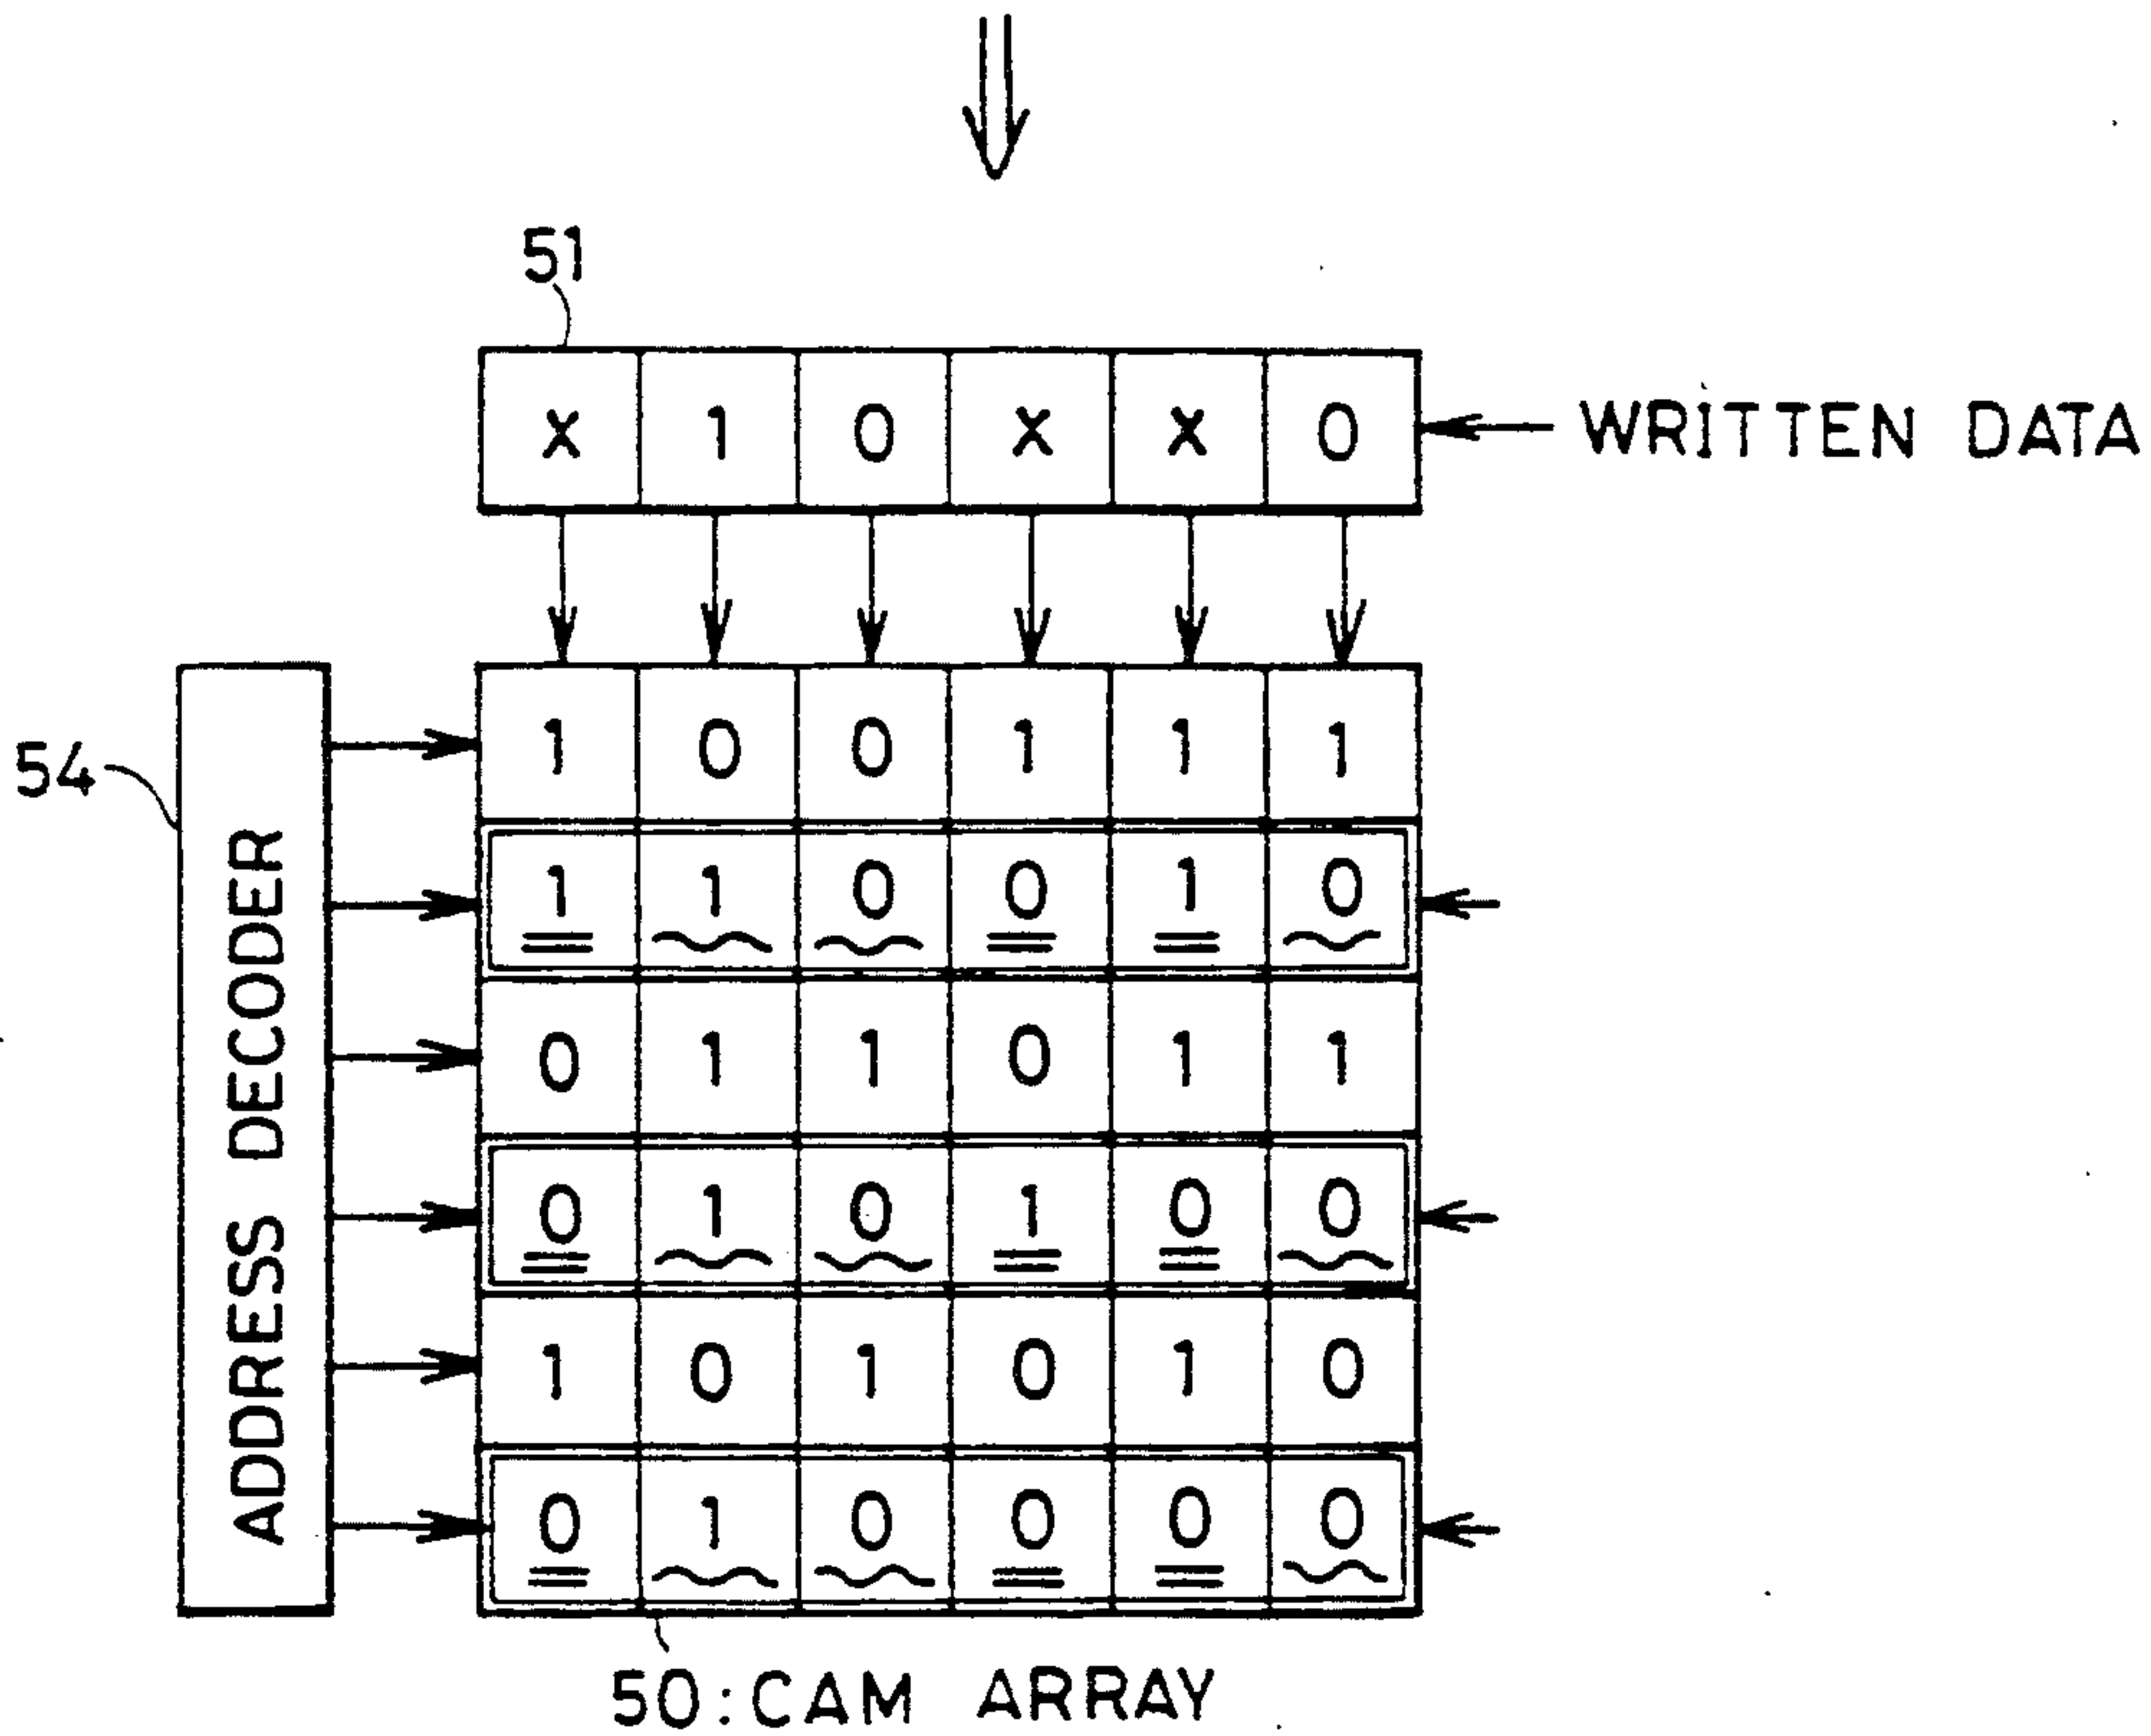 51
X 1 0 X X 0
WRITTEN DATA
54
ADDRESS DECODER
1 0 0 1 1 1
1 1 0 0 1 0
0 1 1 0 1 1
0 1 0 1 0 0
1 0 1 0 1 0
0 1 0 0 0 0
50:CAM ARRAY